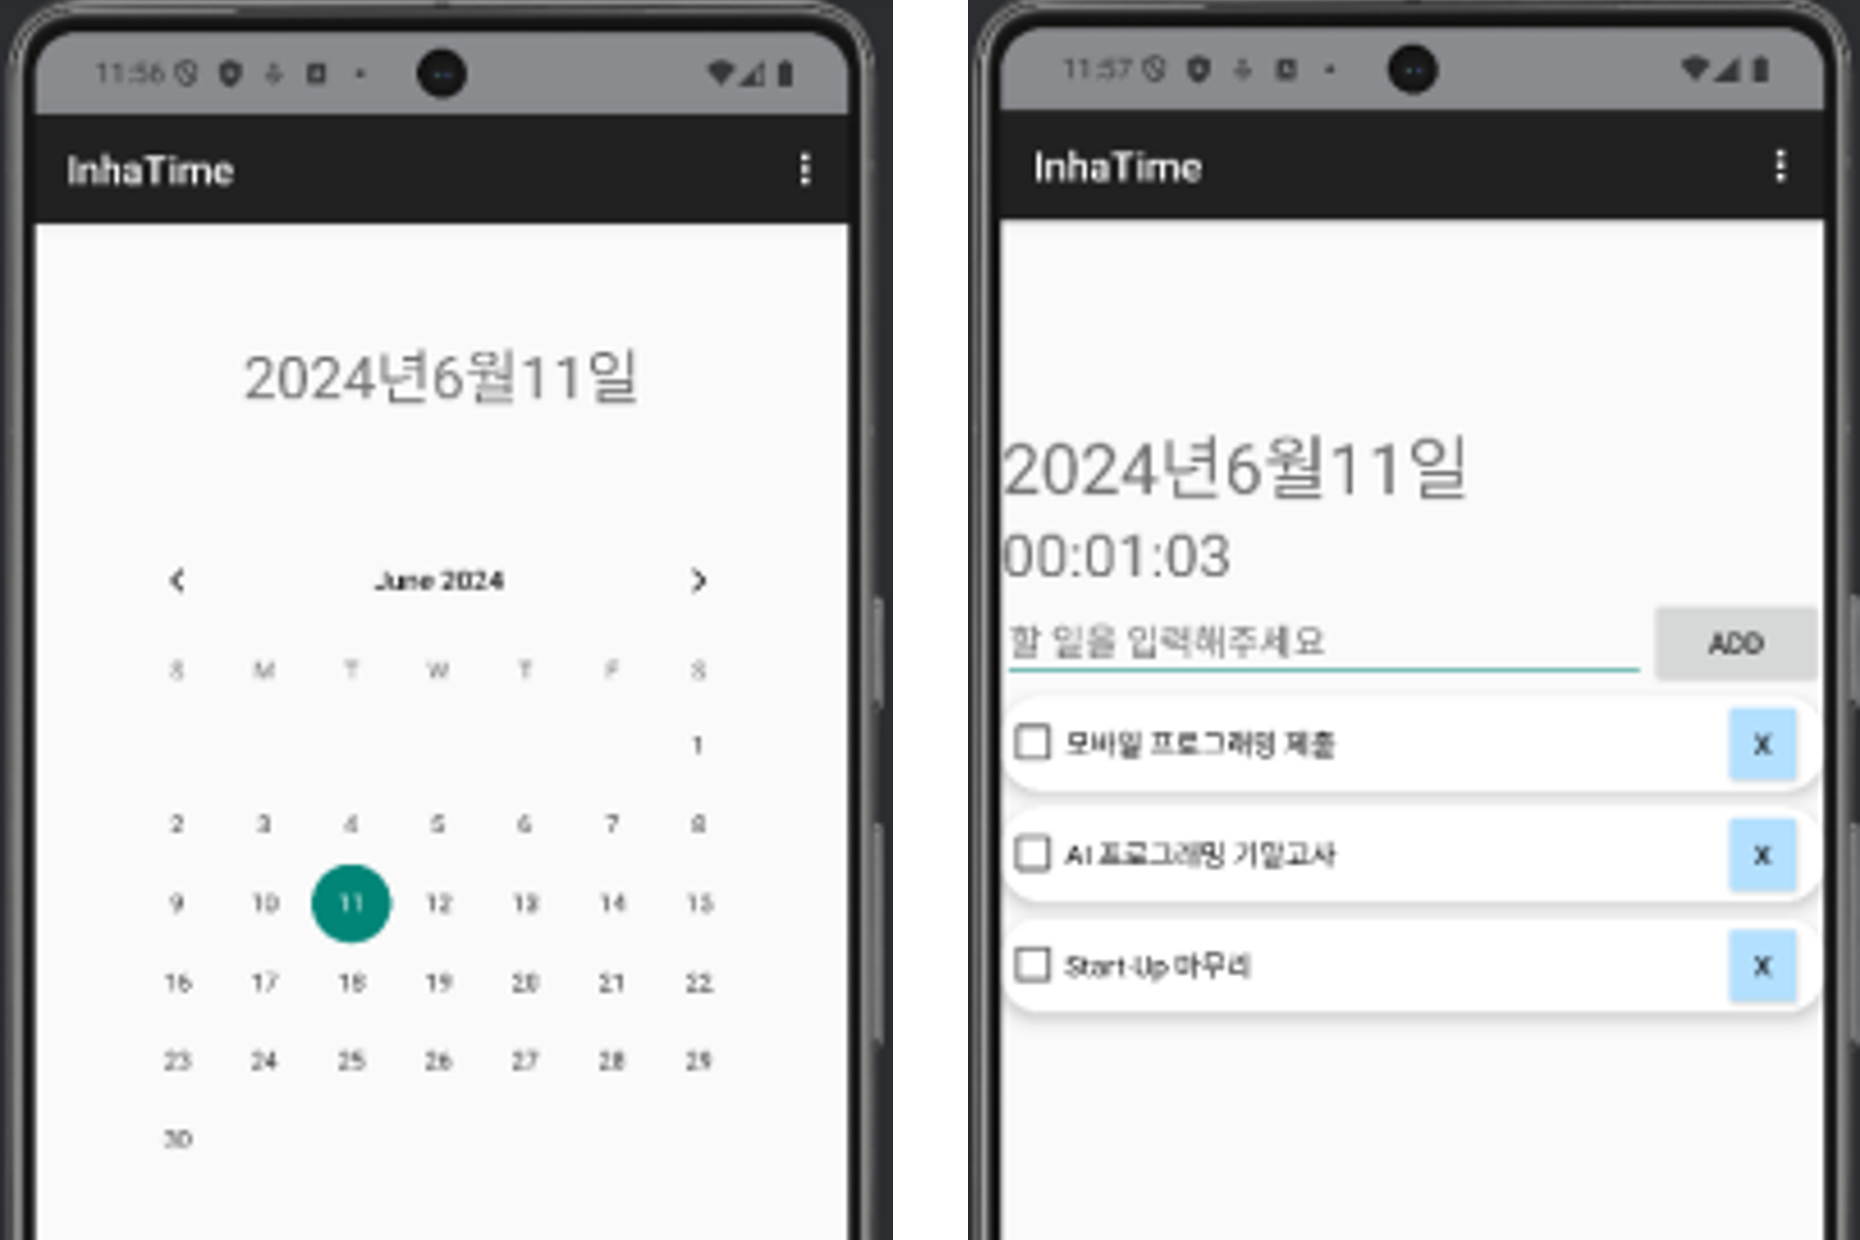 11:56
InhaTime
2024년6월11일
June 2024
S M T W T F S
1
2 3 4 5 6 7 8
9 10 11 12 13 14 15
16 17 18 19 20 21 22
23 24 25 26 27 28 29
30
11:57
InhaTime
2024년6월11일
00:01:03
할 일을 입력해주세요
ADD
모바일 프로그래밍 제출
X
AI 프로그래밍 기말고사
X
Start-Up 마무리
X